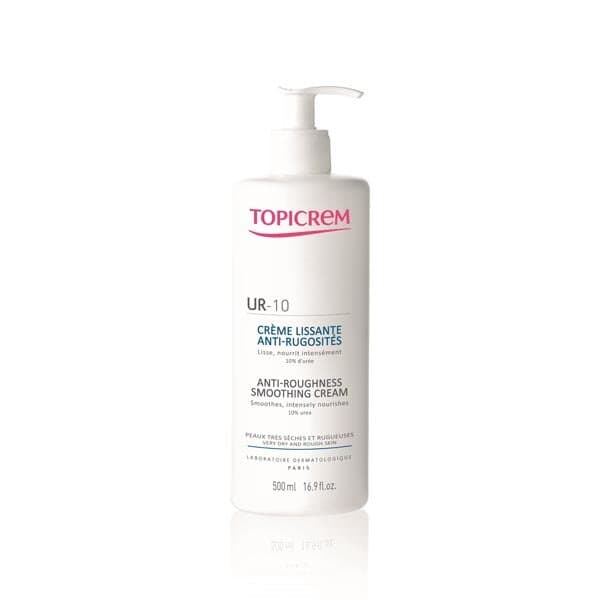 TOPICREM
UR-10
CRÈME LISSANTE
ANTI-RUGOSITÉS
Lisse, nourrit intensément
10% d'urée
ANTI-ROUGHNESS
SMOOTHING CREAM
Smoothes, intensely nourishes
10% urea
PEAUX TRÈS SÈCHES ET RUGUEUSES
VERY DRY AND ROUGH SKIN
LABORATOIRE DERMATOLOGIQUE
PARIS
500 ml 16.9 fl.oz.